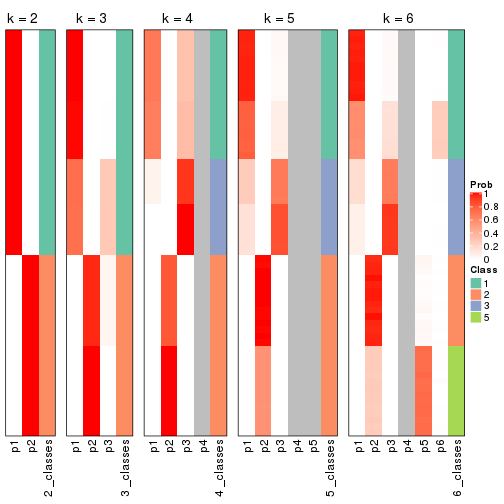 k = 2
k = 3
k = 4
k = 5
k = 6
Prob
1
0.8
0.6
0.4
0.2
0
Class
1
2
3
5
p1
p2
2_classes
p1
p2
p3
3_classes
p1
p2
p3
p4
4_classes
p1
p2
p3
p4
p5
5_classes
p1
p2
p3
p4
p5
p6
6_classes